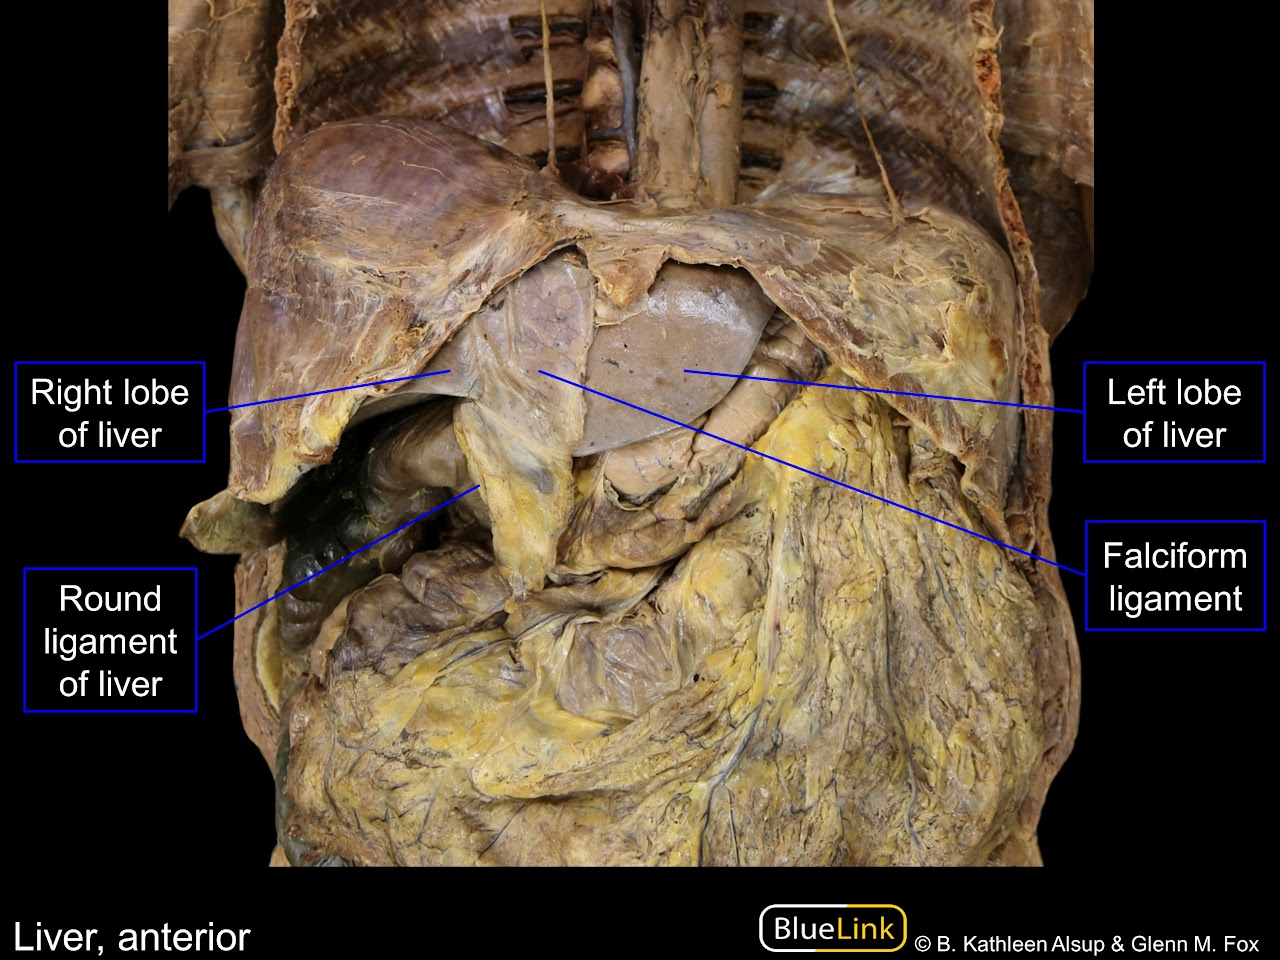 Right lobe
of liver
Left lobe
of liver
Falciform
ligament
Round
ligament
of liver
Liver, anterior
BlueLink
© B. Kathleen Alsup & Glenn M. Fox